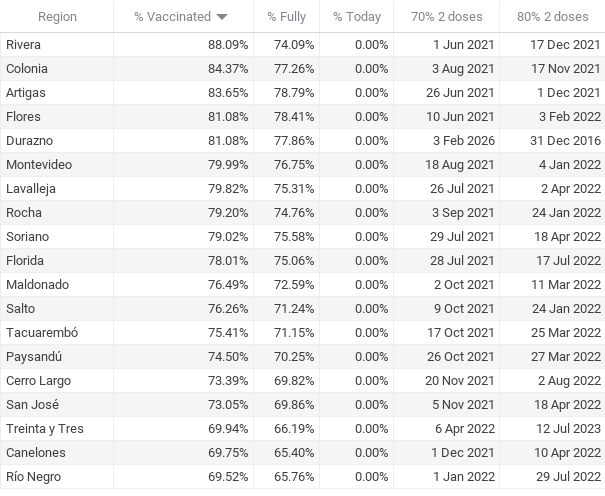 Region % Vaccinated % Fully % Today 70% 2 doses 80% 2 doses
Rivera 88.09% 74.09% 0.00% 1 Jun 2021 17 Dec 2021
Colonia 84.37% 77.26% 0.00% 3 Aug 2021 17 Nov 2021
Artigas 83.65% 78.79% 0.00% 26 Jun 2021 1 Dec 2021
Flores 81.08% 78.41% 0.00% 10 Jun 2021 3 Feb 2022
Durazno 81.08% 77.86% 0.00% 3 Feb 2026 31 Dec 2016
Montevideo 79.99% 76.75% 0.00% 18 Aug 2021 4 Jan 2022
Lavalleja 79.82% 75.31% 0.00% 26 Jul 2021 2 Apr 2022
Rocha 79.20% 74.76% 0.00% 3 Sep 2021 24 Jan 2022
Soriano 79.02% 75.58% 0.00% 29 Jul 2021 18 Apr 2022
Florida 78.01% 75.06% 0.00% 28 Jul 2021 17 Jul 2022
Maldonado 76.49% 72.59% 0.00% 2 Oct 2021 11 Mar 2022
Salto 76.26% 71.24% 0.00% 9 Oct 2021 24 Jan 2022
Tacuarembó 75.41% 71.15% 0.00% 17 Oct 2021 25 Mar 2022
Paysandú 74.50% 70.25% 0.00% 26 Oct 2021 27 Mar 2022
Cerro Largo 73.39% 69.82% 0.00% 20 Nov 2021 2 Aug 2022
San José 73.05% 69.86% 0.00% 5 Nov 2021 18 Apr 2022
Treinta y Tres 69.94% 66.19% 0.00% 6 Apr 2022 12 Jul 2023
Canelones 69.75% 65.40% 0.00% 1 Dec 2021 10 Apr 2022
Río Negro 69.52% 65.76% 0.00% 1 Jan 2022 29 Jul 2022